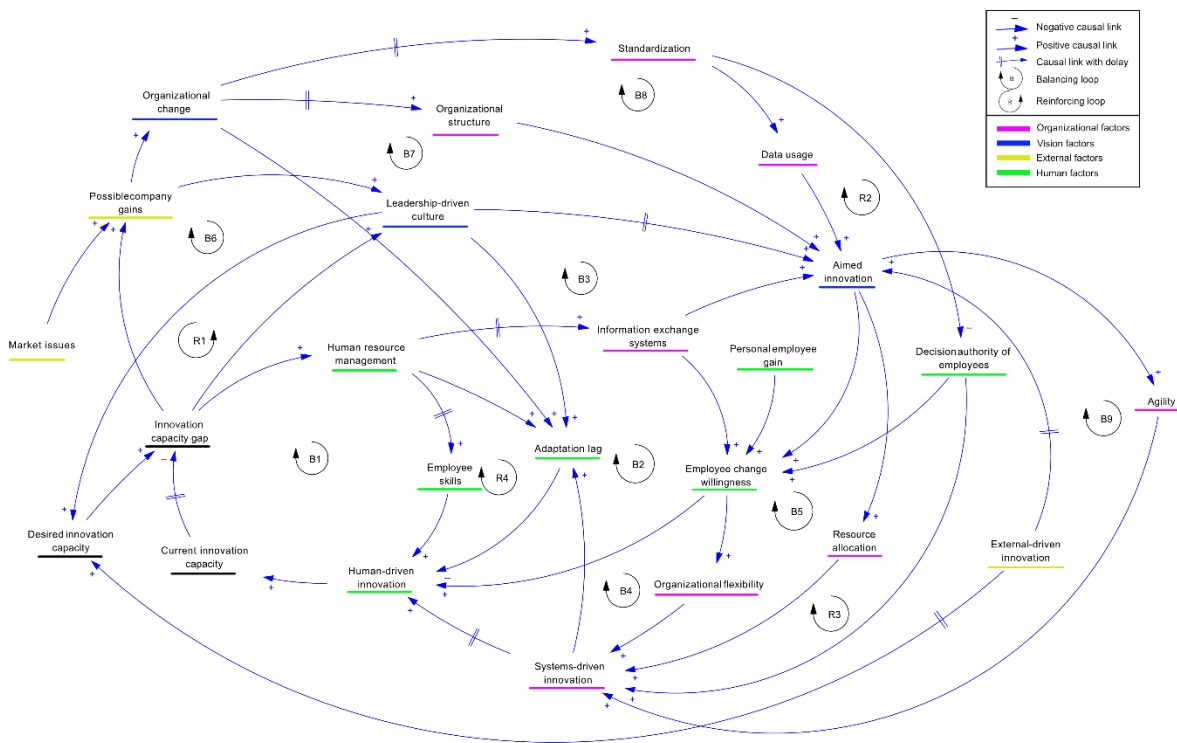 Negative causal link
Positive causal link
Causal link with delay
B
Balancing loop
R
Reinforcing loop
Organizational factors
Vision factors
External factors
Human factors
Standardization
B8
Organizational
change
Organizational
structure
Data usage
B7
Possiblecompany
gains
Leadership-driven
culture
R2
B6
Aimed
innovation
B3
Market issues
R1
Human resource
management
Information exchange
systems
Personal employee
gain
Decision authority of
employees
Agility
B9
Innovation
capacity gap
B1
Employee
skills
R4
Adaptation lag
B2
Employee change
willingness
B5
Desired innovation
capacity
Current innovation
capacity
Human-driven
innovation
B4
Organizational flexibility
Resource
allocation
External-driven
innovation
R3
Systems-driven
innovation